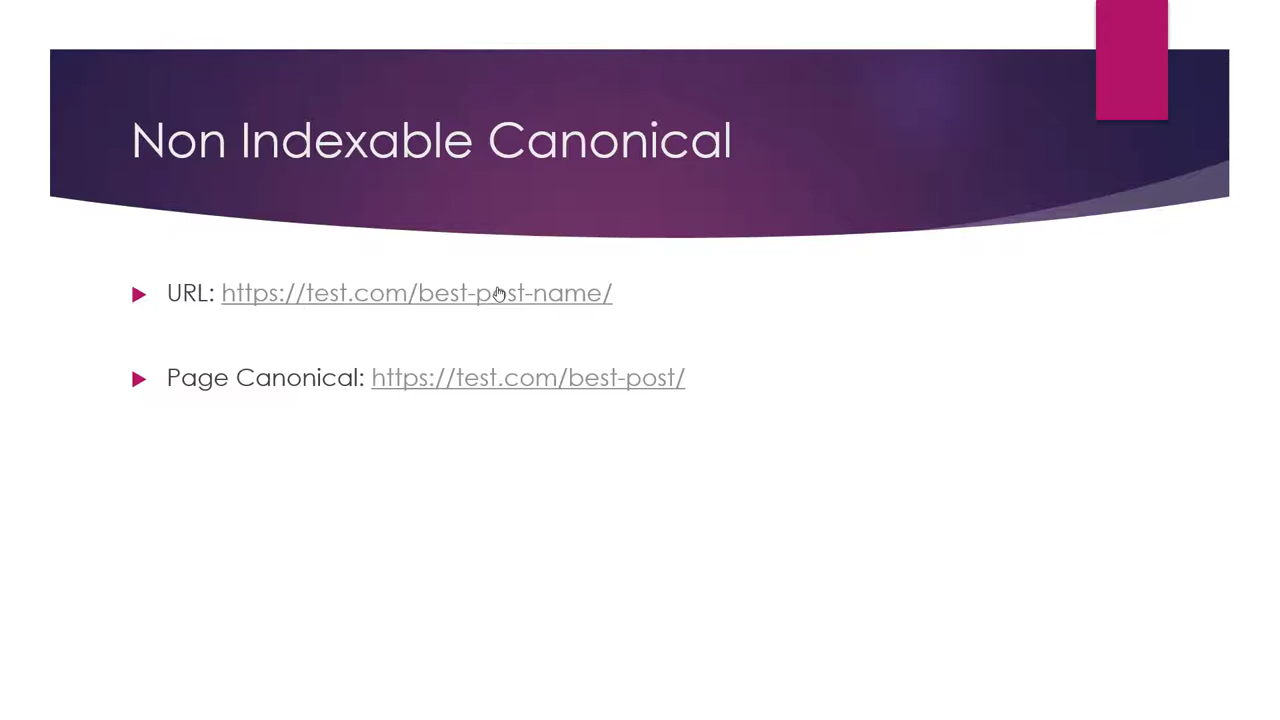 Non Indexable Canonical
URL: https://test.com/best-post-name/
Page Canonical: https://test.com/best-post/